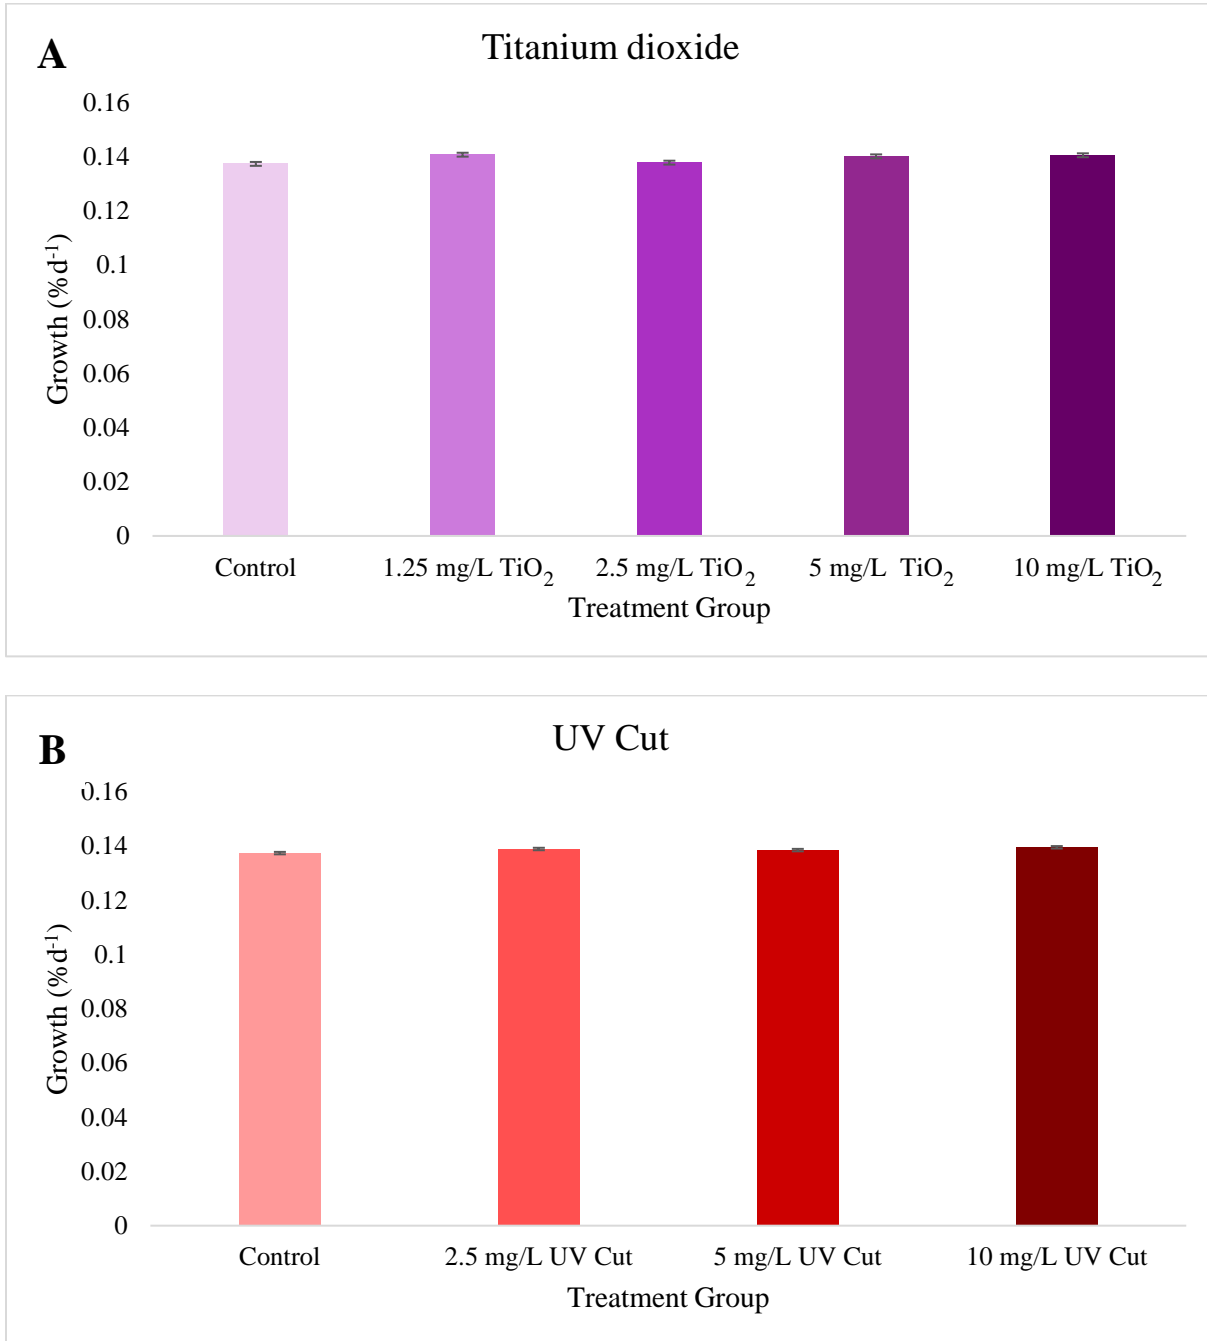 A
Titanium dioxide
0.16
0.14
0.12
0.1
0.08
0.06
0.04
0.02
0
Growth (%d-1)
Control
1.25 mg/L TiO2
2.5 mg/L TiO2
5 mg/L TiO2
10 mg/L TiO2
Treatment Group
B
UV Cut
0.16
0.14
0.12
0.1
0.08
0.06
0.04
0.02
0
Growth (%d-1)
Control
2.5 mg/L UV Cut
5 mg/L UV Cut
10 mg/L UV Cut
Treatment Group